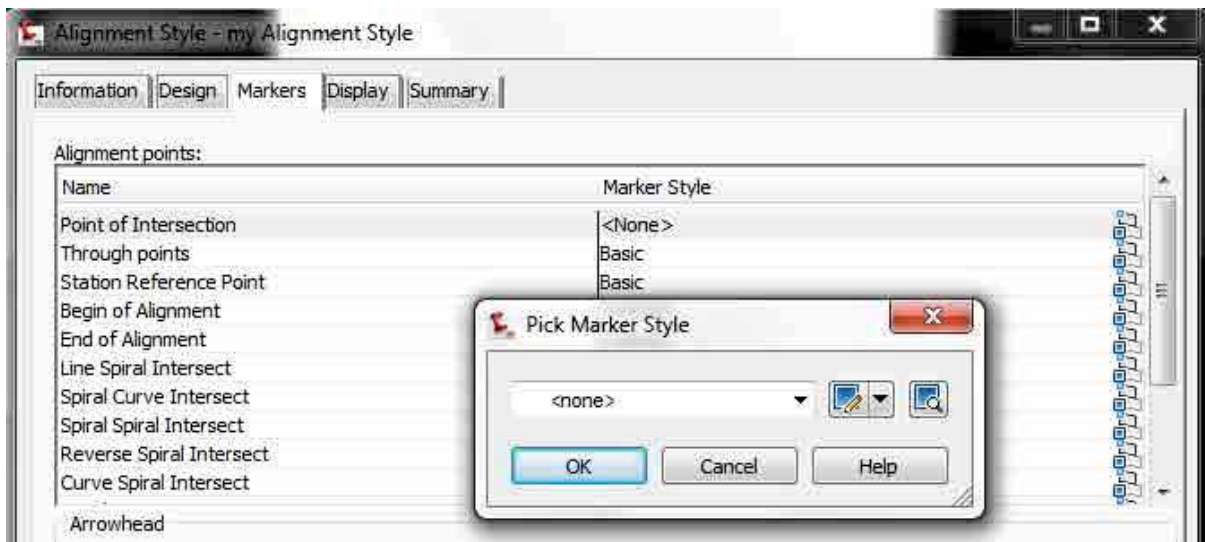 Alignment Style - my Alignment Style
Information Design Markers Display Summary
Alignment points:
Name Marker Style
Point of Intersection <None>
Through points Basic
Station Reference Point Basic
Begin of Alignment
End of Alignment
Line Spiral Intersect
Spiral Curve Intersect
Spiral Spiral Intersect
Reverse Spiral Intersect
Curve Spiral Intersect
Pick Marker Style
<none>
OK Cancel Help
Arrowhead